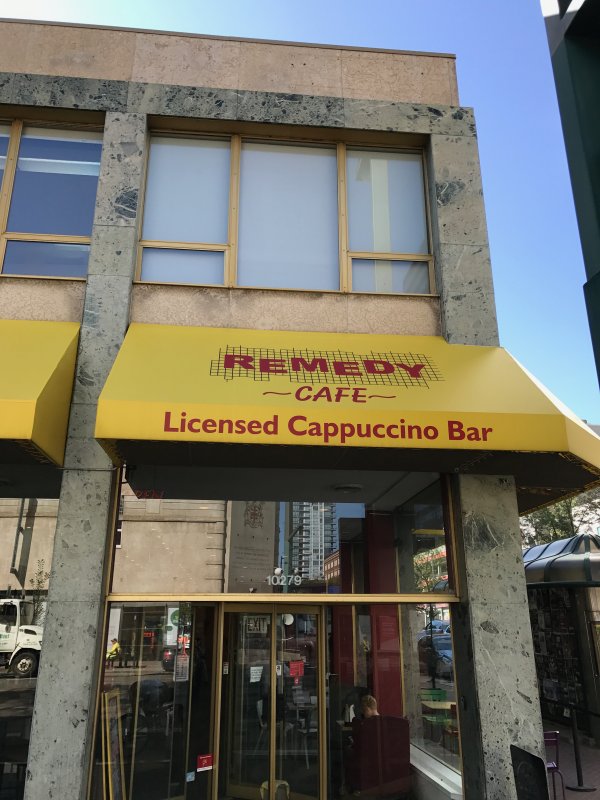 REMEDY
~CAFE~
Licensed Cappuccino Bar
10279
EXIT